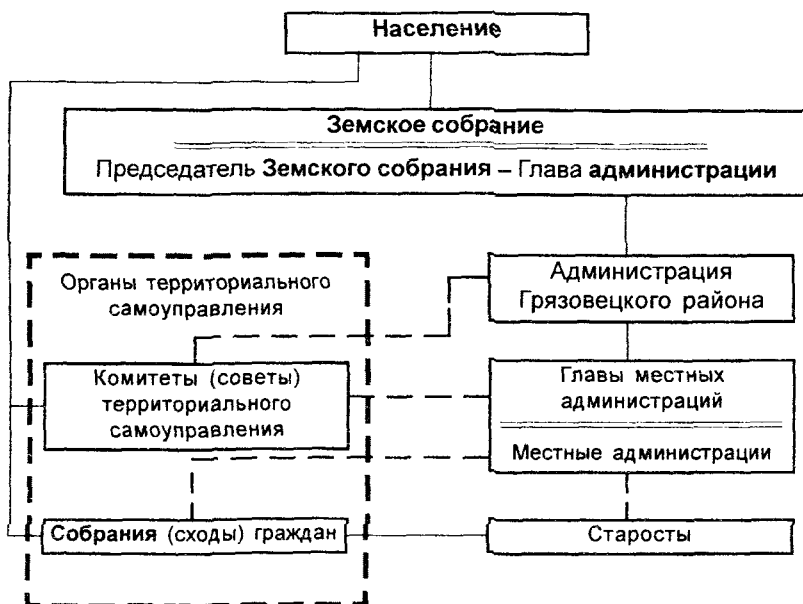 Население
Земское собрание
Председатель Земского собрания – Глава администрации
Органы территориального
самоуправления
Администрация
Грязовецкого района
Комитеты (советы)
территориального
самоуправления
Главы местных
администраций
Местные администрации
Собрания (сходы) граждан
Старосты